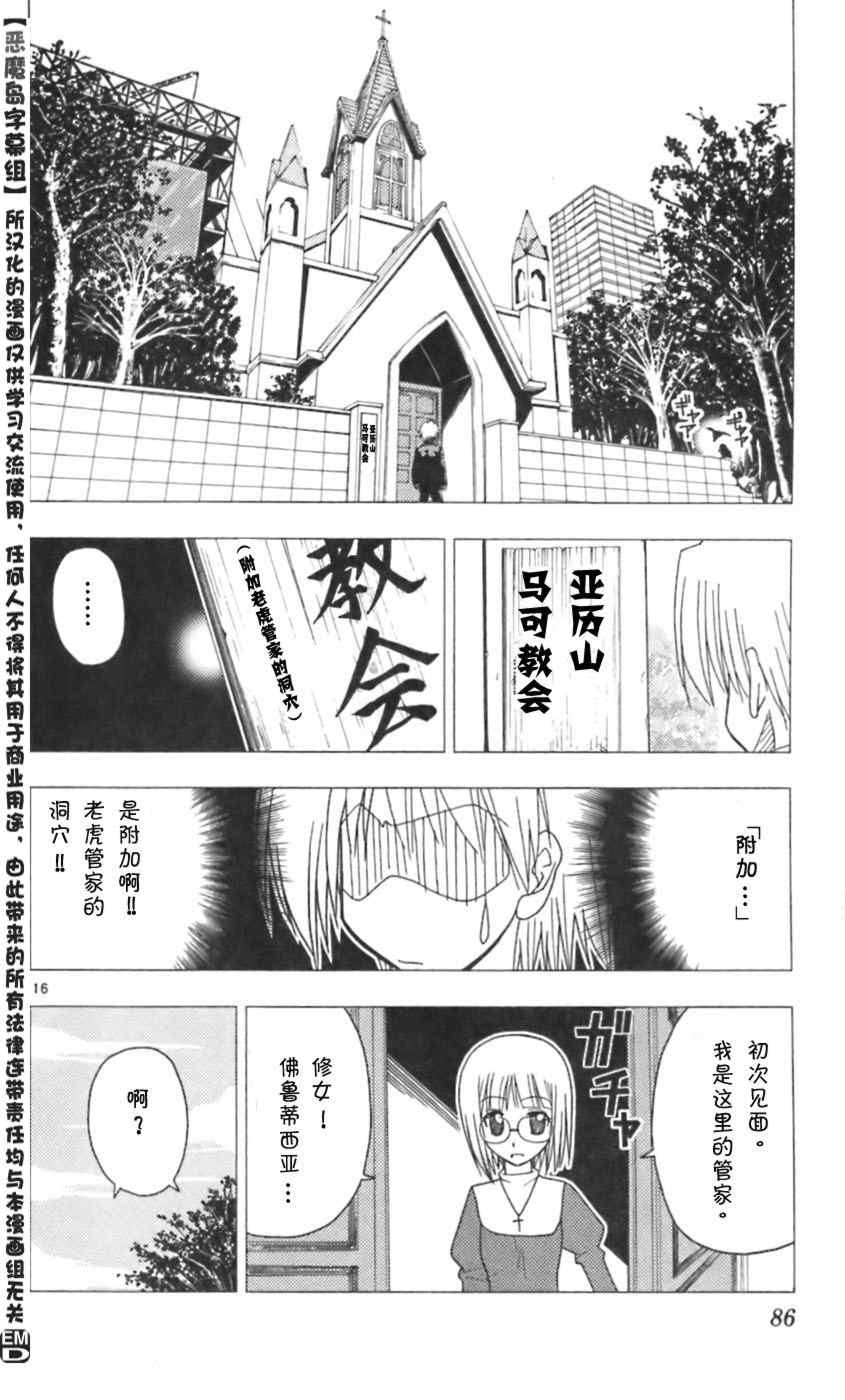 【恶魔岛字幕组】所汉化的漫画仅供学习交流使用，任何人不得将其用于商业用途，由此带来的所有法律连带责任均与本漫画组无关
EMD
亚历山
马可教会
ギャ
ギャ
亚历山
马可教会
教会
（附加老虎管家的洞穴）
……
「附加…」
是附加啊!!
老虎管家的
洞穴!!
16
初次见面。
我是这里的管家。
ガチャ
修女！
佛鲁蒂西亚…
啊？
86